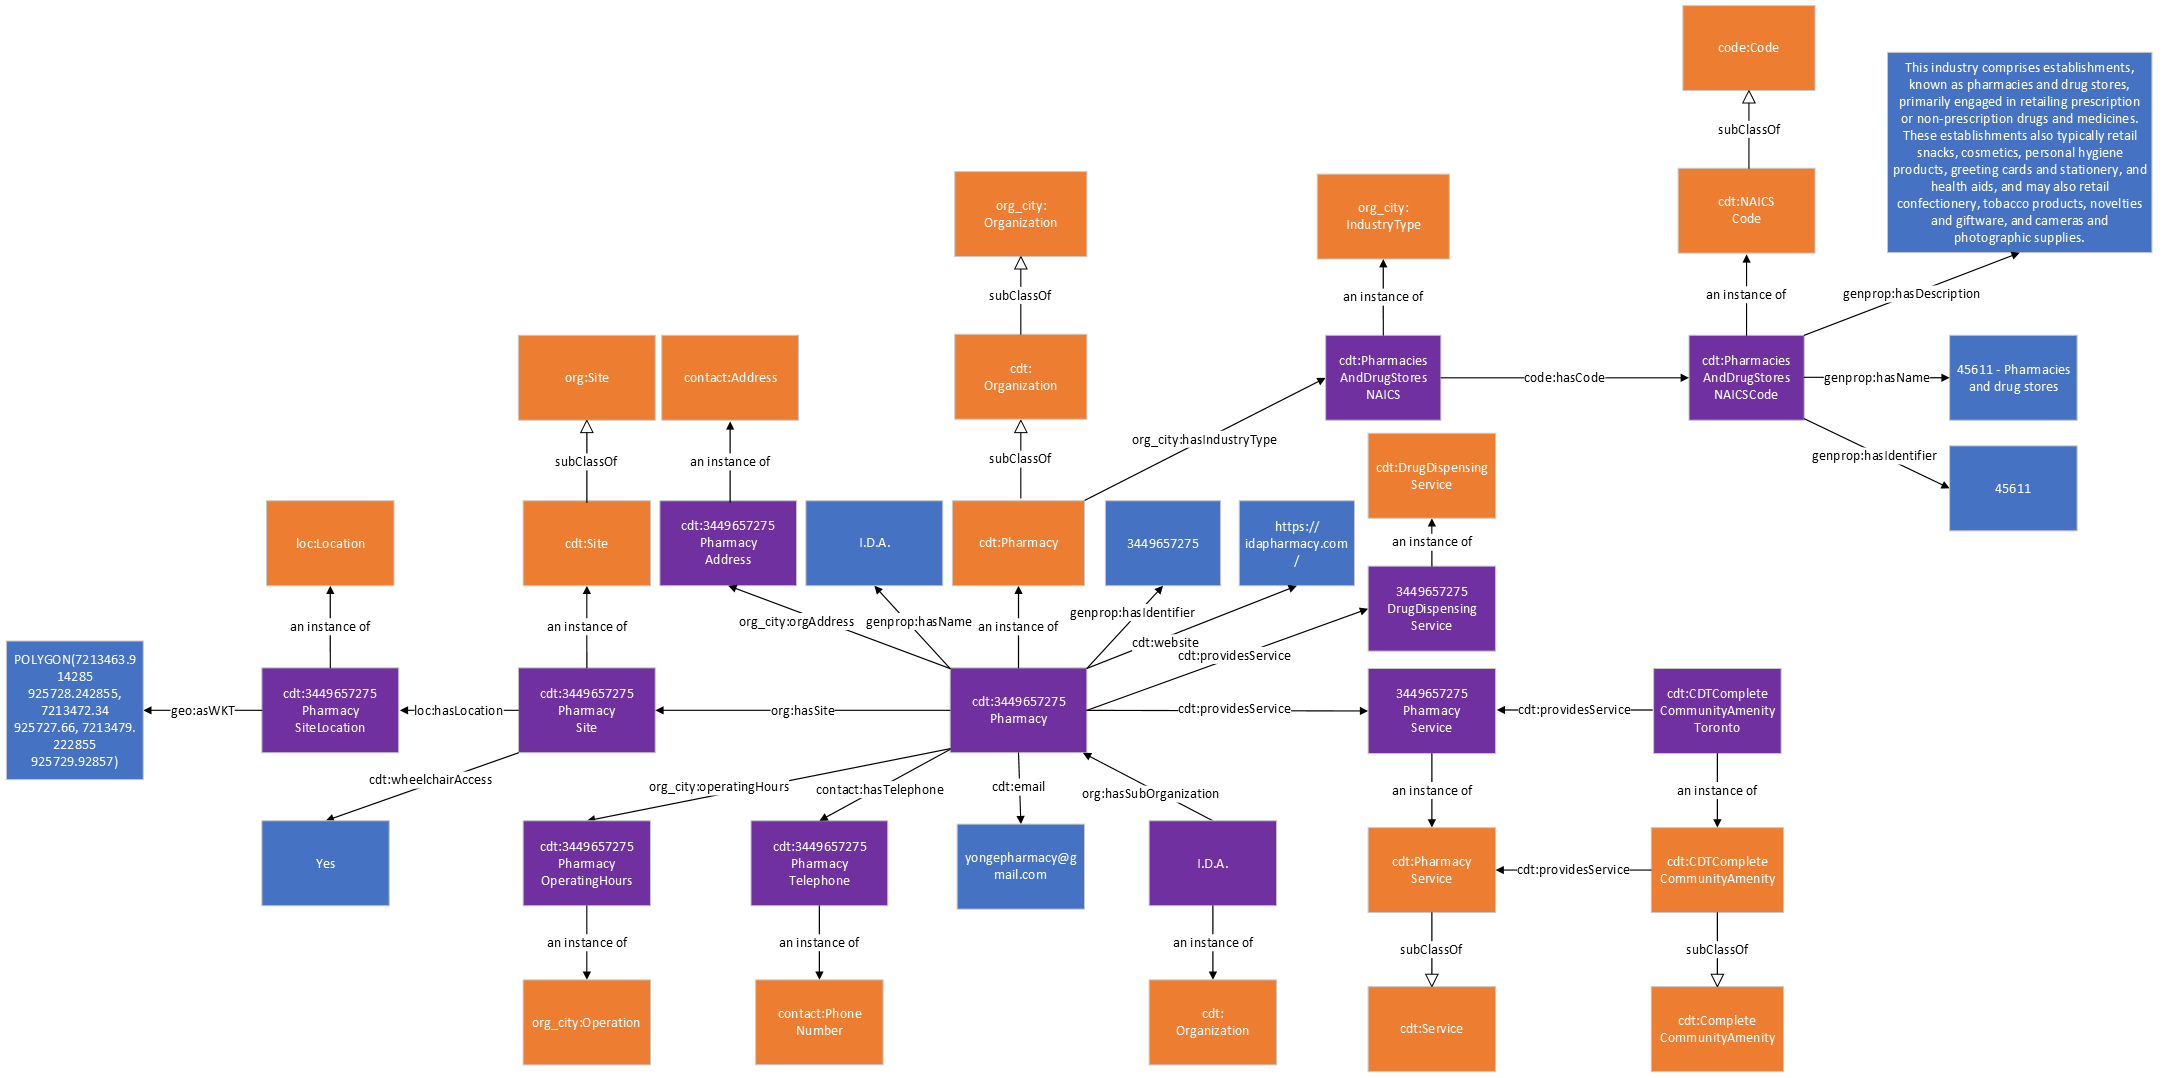 code:Code
This industry comprises establishments,
known as pharmacies and drug stores,
primarily engaged in retailing prescription
or non-prescription drugs and medicines.
These establishments also typically retail
snacks, cosmetics, personal hygiene
products, greeting cards and stationery, and
health aids, and may also retail
confectionery, tobacco products, novelties
and giftware, and cameras and
photographic supplies.
subClassOf
org_city:
Organization
org_city:
IndustryType
cdt:NAICS
Code
subClassOf
an instance of
an instance of
genprop:hasDescription
org:Site
contact:Address
cdt:
Organization
cdt:Pharmacies
AndDrugStores
NAICS
code:hasCode
cdt:Pharmacies
AndDrugStores
NAICSCode
genprop:hasName
45611 - Pharmacies
and drug stores
subClassOf
an instance of
subClassOf
org_city:hasIndustryType
genprop:hasIdentifier
45611
cdt:DrugDispensing
Service
loc:Location
cdt:Site
cdt:3449657275
Pharmacy
Address
I.D.A.
cdt:Pharmacy
3449657275
https://
idapharmacy.com
/
an instance of
an instance of
an instance of
org_city:orgAddress
genprop:hasName
an instance of
genprop:hasIdentifier
cdt:website
cdt:providesService
3449657275
DrugDispensing
Service
POLYGON(7213463.9
14285
925728.242855,
7213472.34
925727.66, 7213479.
222855
925729.92857)
geo:asWKT
cdt:3449657275
Pharmacy
SiteLocation
loc:hasLocation
cdt:3449657275
Pharmacy
Site
org:hasSite
cdt:3449657275
Pharmacy
cdt:providesService
3449657275
Pharmacy
Service
cdt:providesService
cdt:CDTComplete
CommunityAmenity
Toronto
cdt:wheelchairAccess
org_city:operatingHours
contact:hasTelephone
cdt:email
org:hasSubOrganization
an instance of
an instance of
Yes
cdt:3449657275
Pharmacy
OperatingHours
cdt:3449657275
Pharmacy
Telephone
yongepharmacy@g
mail.com
I.D.A.
cdt:Pharmacy
Service
cdt:providesService
cdt:CDTComplete
CommunityAmenity
an instance of
an instance of
an instance of
subClassOf
subClassOf
org_city:Operation
contact:Phone
Number
cdt:
Organization
cdt:Service
cdt:Complete
CommunityAmenity